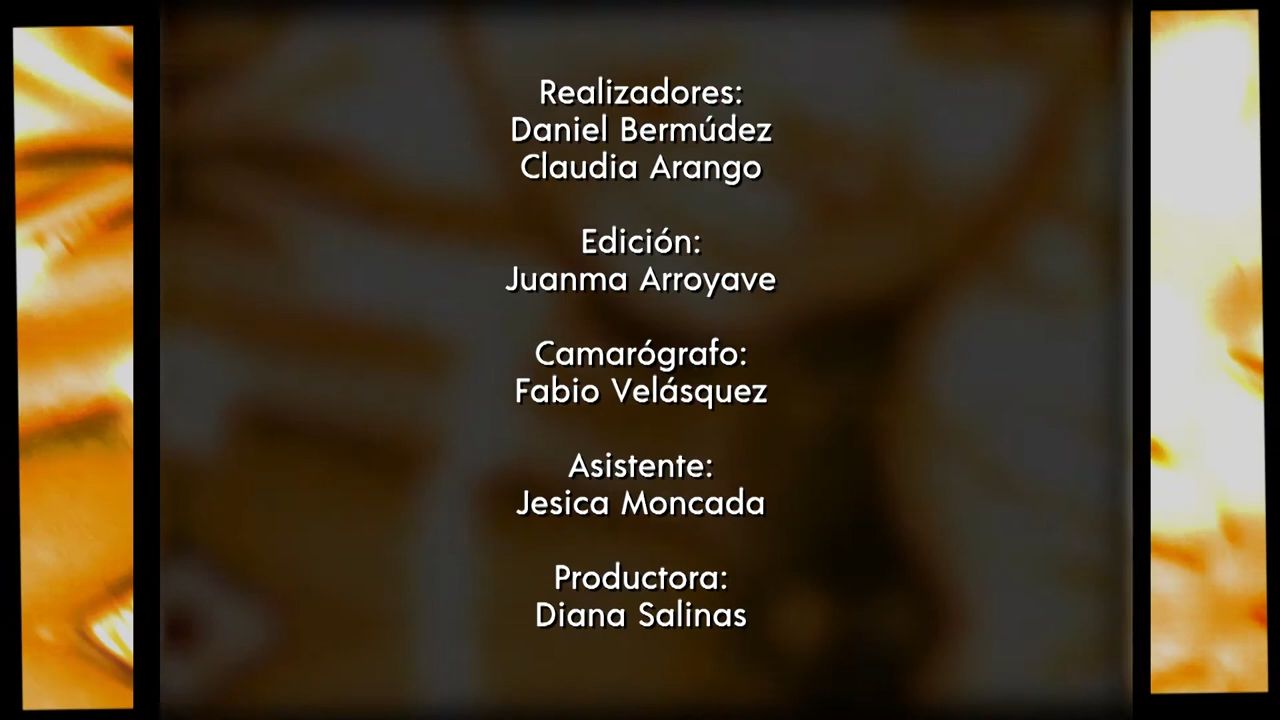 Realizadores:
Daniel Bermúdez
Claudia Arango
Edición:
Juanma Arroyave
Camarógrafo:
Fabio Velásquez
Asistente:
Jesica Moncada
Productora:
Diana Salinas